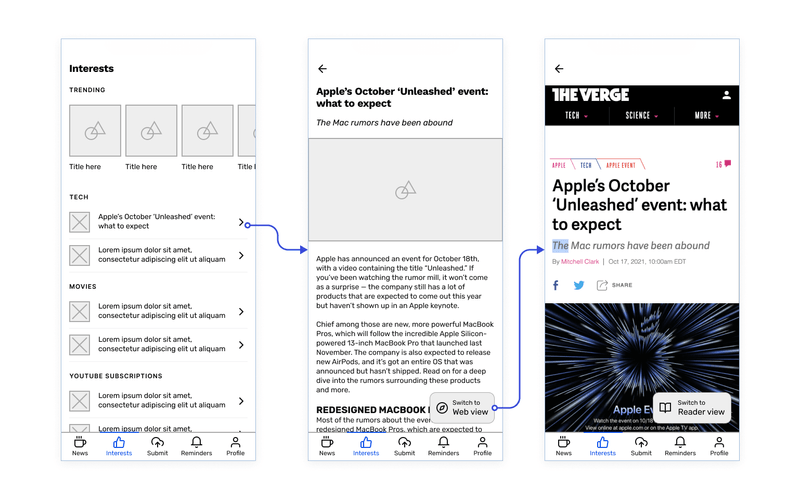 Interests
TRENDING
Title here
Title here
Title here
Ti
TECH
Apple's October 'Unleashed' event:
what to expect
Lorem ipsum dolor sit amet,
consectetur adipiscing elit ut aliquam
MOVIES
Lorem ipsum dolor sit amet,
consectetur adipiscing elit ut aliquam
Lorem ipsum dolor sit amet,
consectetur adipiscing elit ut aliquam
YOUTUBE SUBSCRIPTIONS
Lorem ipsum dolor sit amet,
consectetur adipiscing elit ut aliquam
Lorem ipsum dolor sit amet,
News
Interests
Submit
Reminders
Profile
Apple's October 'Unleashed' event:
what to expect
The Mac rumors have been abound
Apple has announced an event for October 18th,
with a video containing the title "Unleashed." If
you've been watching the rumor mill, it won't come
as a surprise — the company still has a lot of
products that are expected to come out this year
but haven't shown up in an Apple keynote.
Chief among those are new, more powerful MacBook
Pros, which will follow the incredible Apple Silicon-
powered 13-inch MacBook Pro that launched last
November. The company is also expected to release
new AirPods, and it's got an entire OS that was
announced but hasn't shipped. Read on for a deep
dive into the rumors surrounding these products
and more.
REDESIGNED MACBOOK
Most of the rumors about the even
redesigned MacBook Pros, which are expected to
Switch to
Web view
News
Interests
Submit
Reminders
Profile
THE VERGE
TECH
SCIENCE
MORE
APPLE
TECH
APPLE EVENT
16
Apple's October
'Unleashed' event: what
to expect
The Mac rumors have been abound
By Mitchell Clark | Oct 17, 2021, 10:00am EDT
SHARE
Apple Ev
Watch the event on 10/18
View online at apple.com or on the Apple TV app.
Switch to
Reader view
News
Interests
Submit
Reminders
Profile